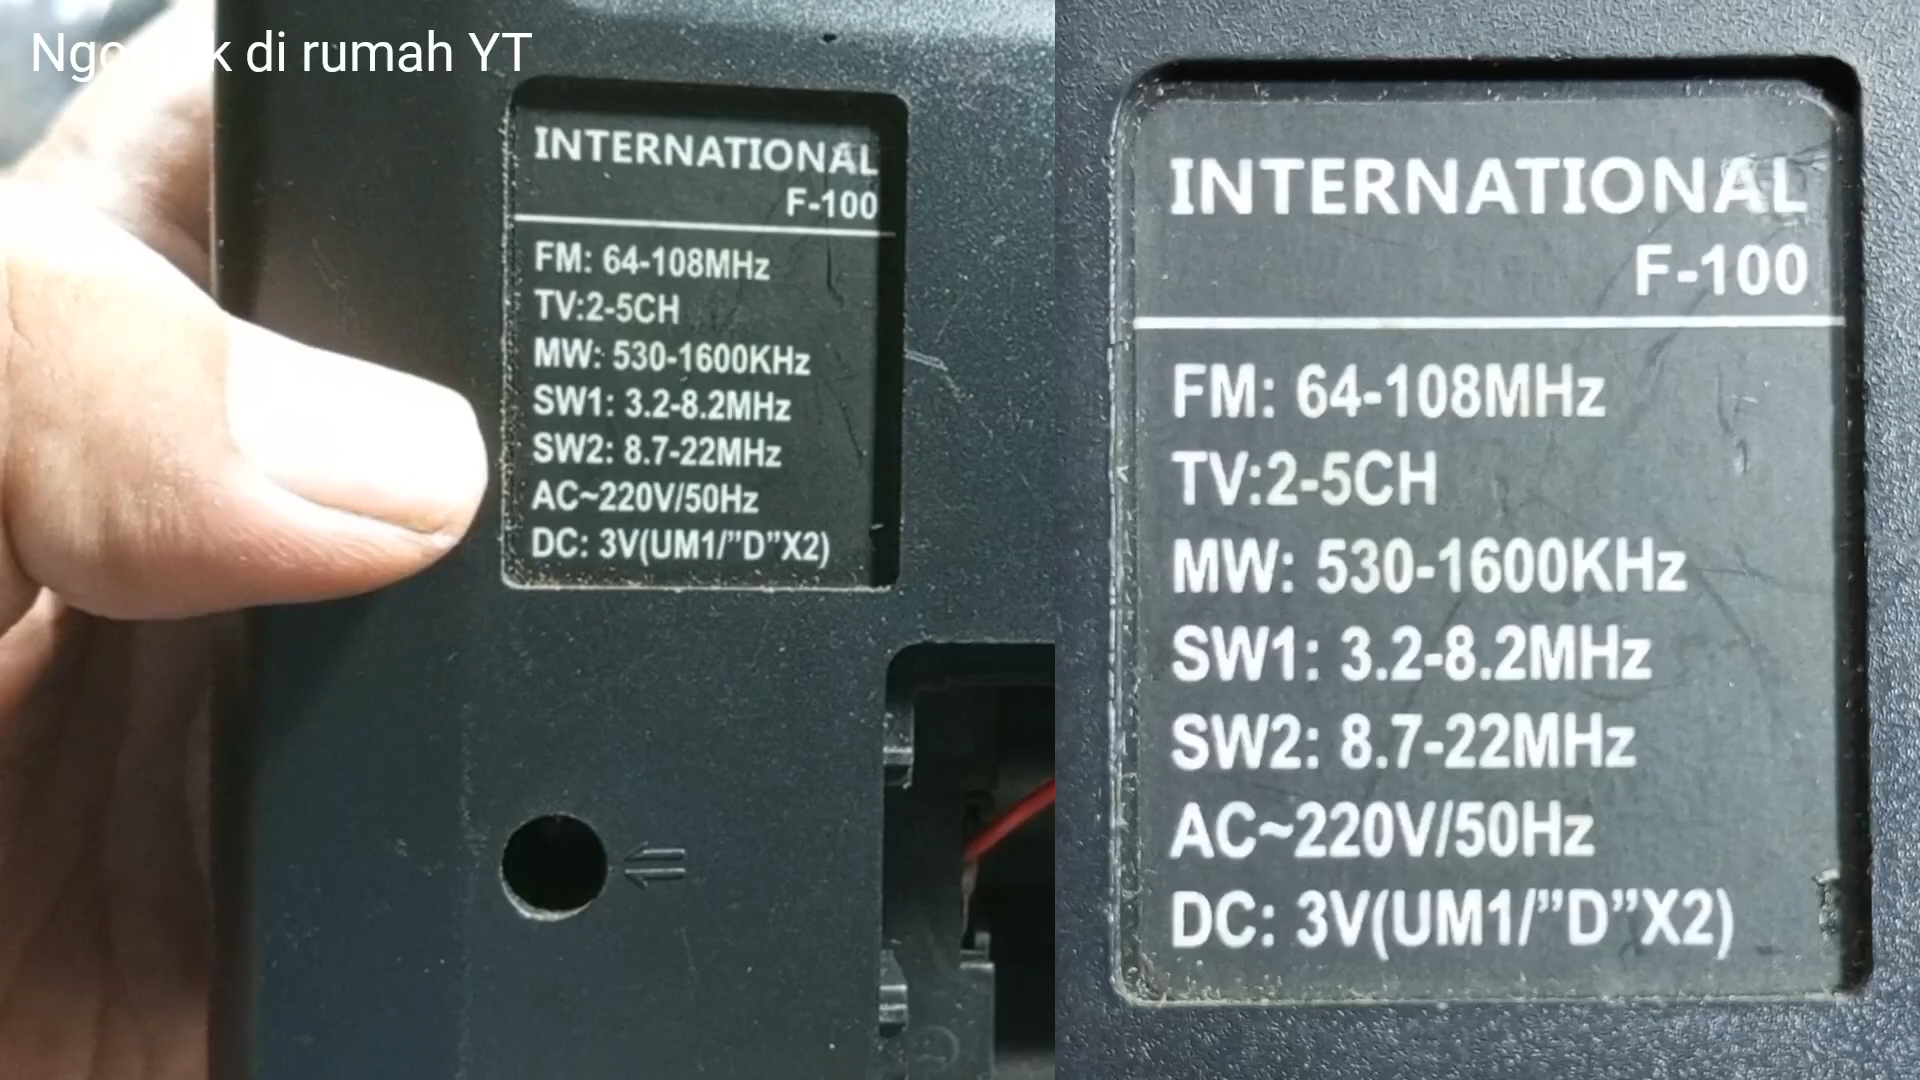 di rumah YT
INTERNATIONAL
F-100
FM: 64-108MHz
TV:2-5CH
MW: 530-1600KHz
SW1: 3.2-8.2MHz
SW2: 8.7-22MHz
AC~220V/50Hz
DC: 3V(UM1/”D”X2)
INTERNATIONAL
F-100
FM: 64-108MHz
TV:2-5CH
MW: 530-1600KHz
SW1: 3.2-8.2MHz
SW2: 8.7-22MHz
AC~220V/50Hz
DC: 3V(UM1/”D”X2)